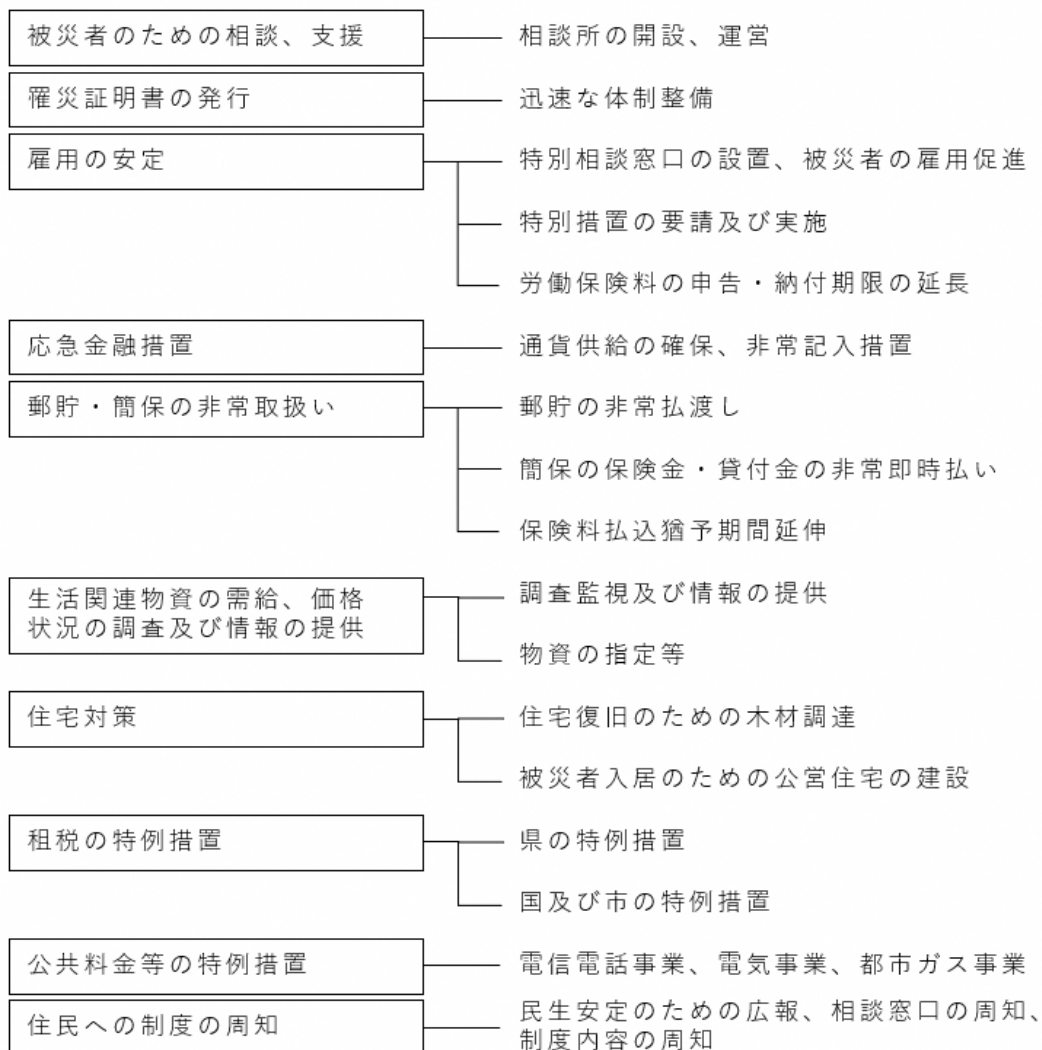 被災者のための相談、支援
相談所の開設、運営
罹災証明書の発行
迅速な体制整備
雇用の安定
特別相談窓口の設置、被災者の雇用促進
特別措置の要請及び実施
労働保険料の申告・納付期限の延長
応急金融措置
通貨供給の確保、非常記入措置
郵貯・簡保の非常取扱い
郵貯の非常払渡し
簡保の保険金・貸付金の非常即時払い
保険料払込猶予期間延伸
生活関連物資の需給、価格
状況の調査及び情報の提供
調査監視及び情報の提供
物資の指定等
住宅対策
住宅復旧のための木材調達
被災者入居のための公営住宅の建設
租税の特例措置
県の特例措置
国及び市の特例措置
公共料金等の特例措置
電信電話事業、電気事業、都市ガス事業
住民への制度の周知
民生安定のための広報、相談窓口の周知、
制度内容の周知